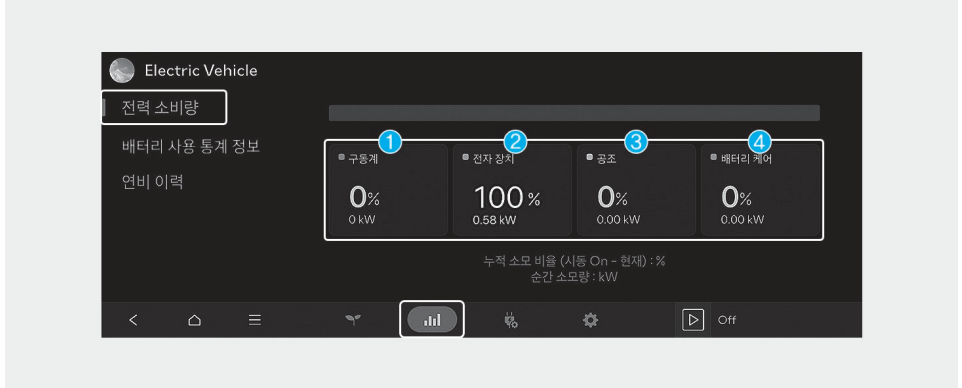 Electric Vehicle
전력 소비량
배터리 사용 통계 정보
연비 이력
1 2 3 4
구동계 전자 장치 공조 배터리 케어
0% 100% 0% 0%
0 kW 0.58 kW 0.00 kW 0.00 kW
누적 소모 비율 (시동 On - 현재) : %
순간 소모량 : kW
Off